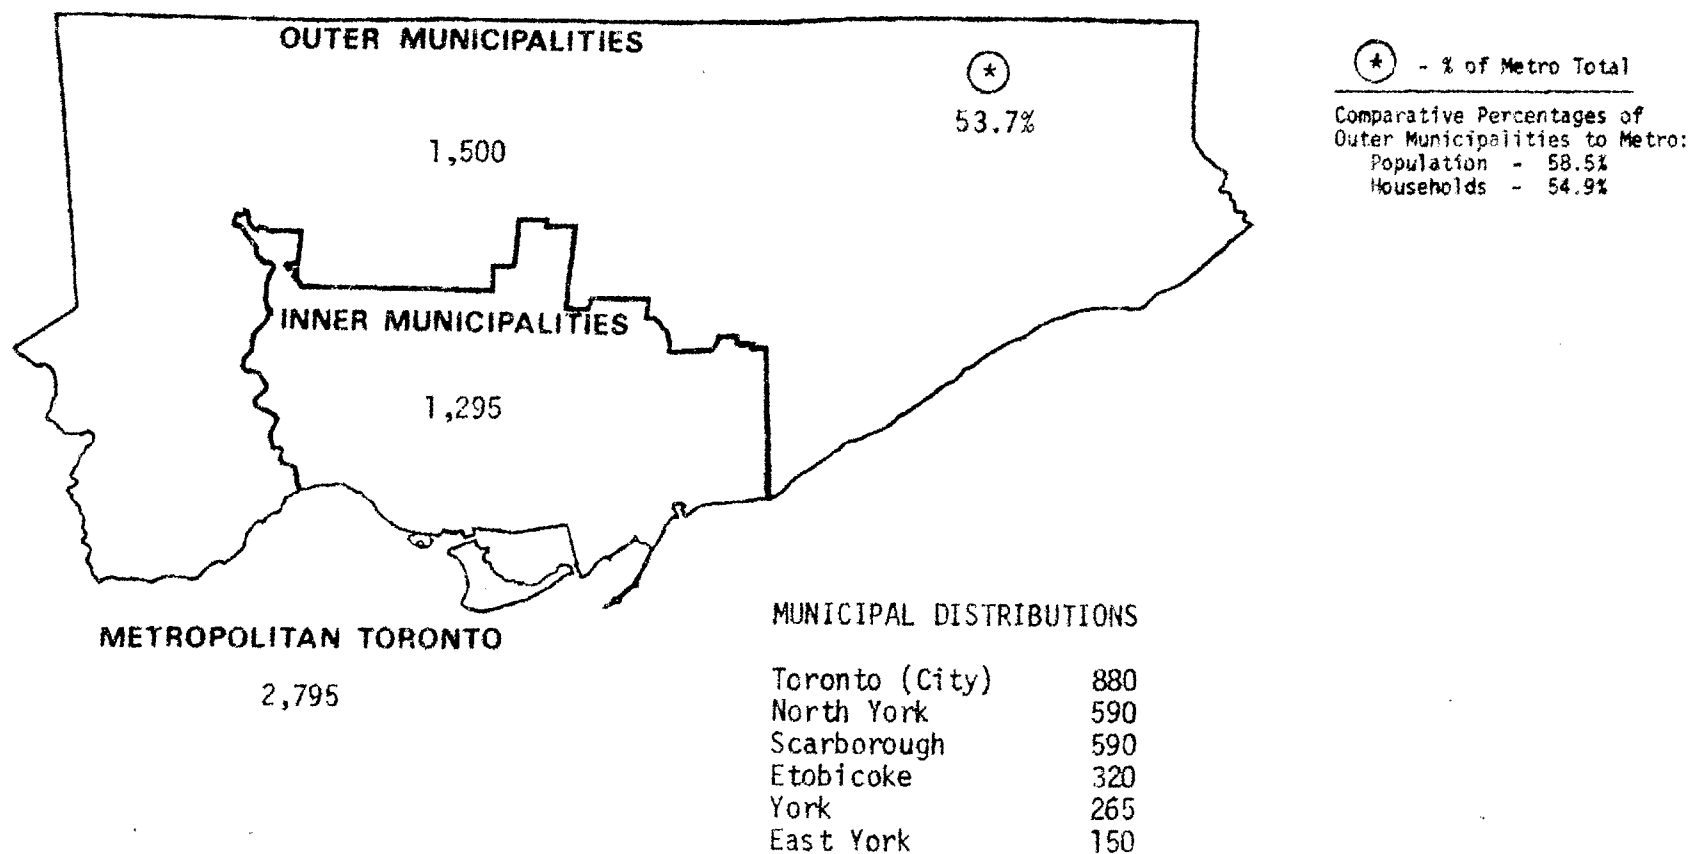 OUTER MUNICIPALITIES
*
53.7%
1,500
* - % of Metro Total
Comparative Percentages of
Outer Municipalities to Metro:
Population - 58.5%
Households - 54.9%
INNER MUNICIPALITIES
1,295
METROPOLITAN TORONTO
2,795
MUNICIPAL DISTRIBUTIONS
Toronto (City) 880
North York 590
Scarborough 590
Etobicoke 320
York 265
East York 150